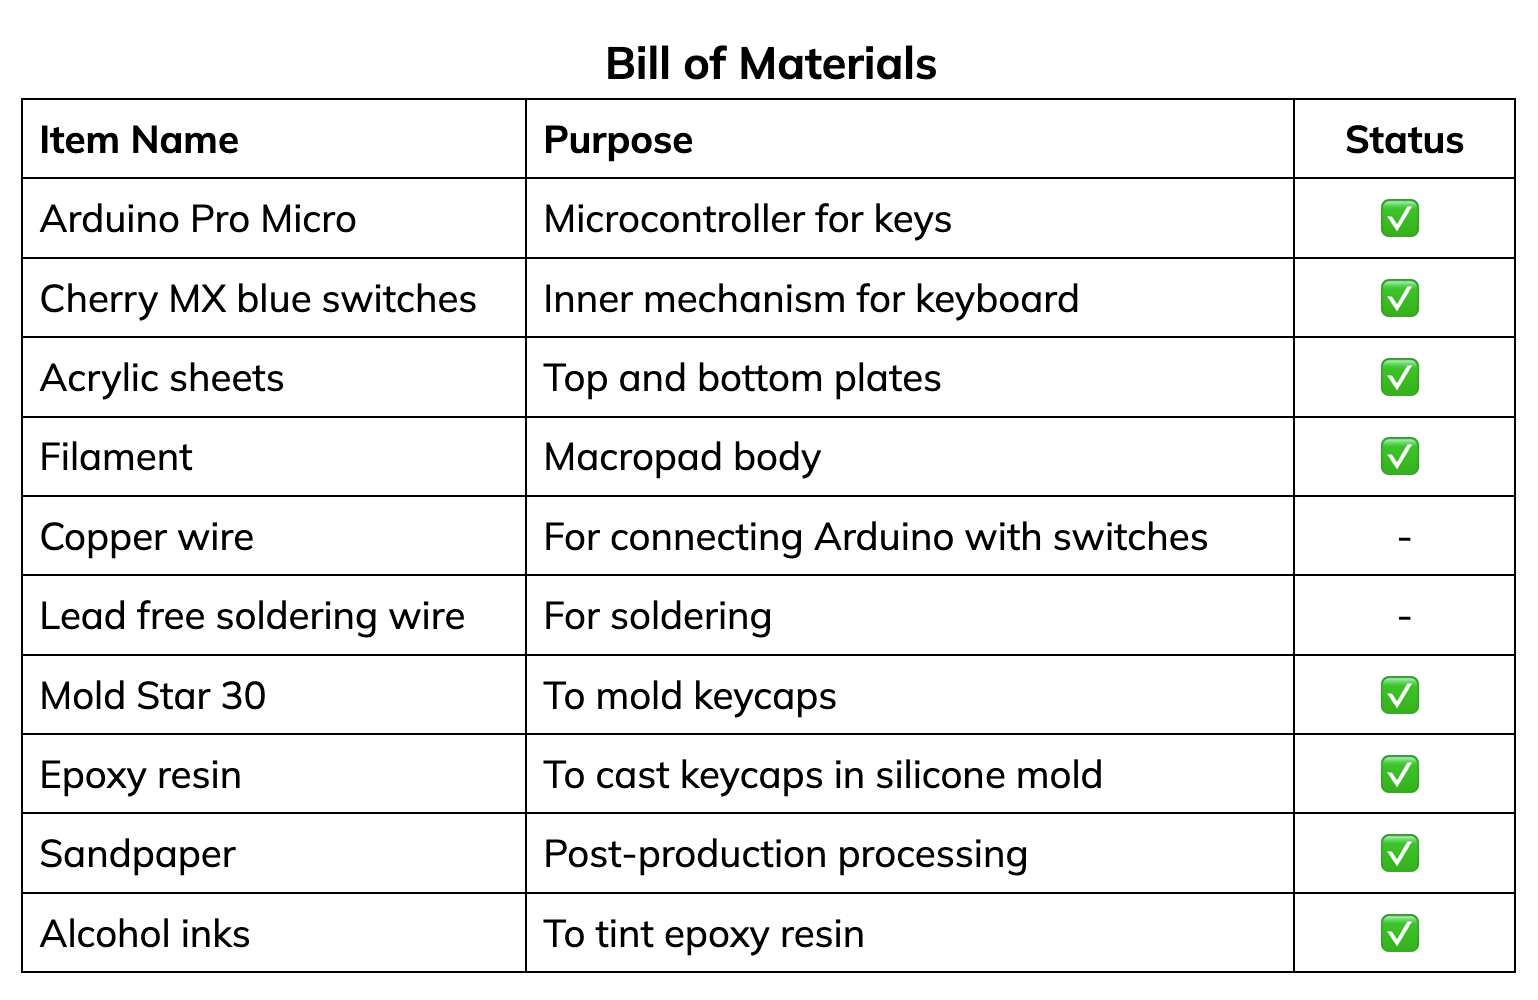 Bill of Materials
Item Name Purpose Status
Arduino Pro Micro Microcontroller for keys ✅
Cherry MX blue switches Inner mechanism for keyboard ✅
Acrylic sheets Top and bottom plates ✅
Filament Macropad body ✅
Copper wire For connecting Arduino with switches -
Lead free soldering wire For soldering -
Mold Star 30 To mold keycaps ✅
Epoxy resin To cast keycaps in silicone mold ✅
Sandpaper Post-production processing ✅
Alcohol inks To tint epoxy resin ✅